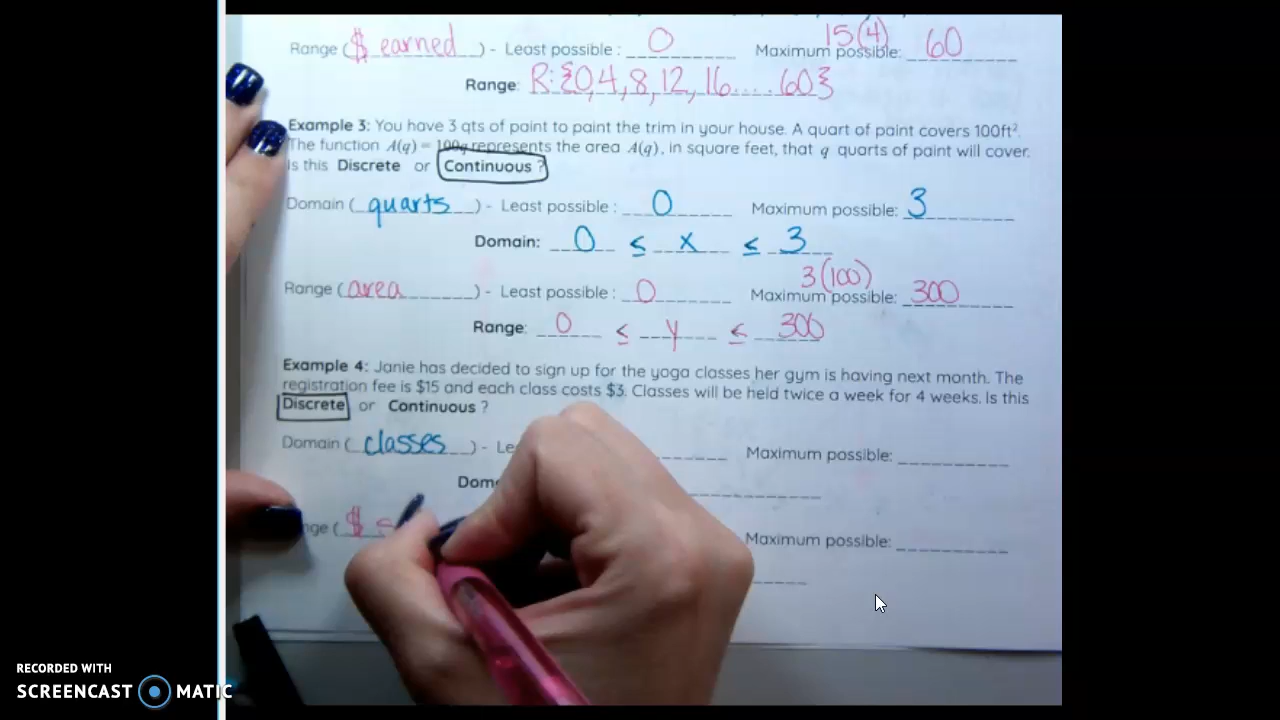 15(4)
Range ($ earned) - Least possible : 0 Maximum possible: 60
Range: R: {0, 4, 8, 12, 16.... 60}
Example 3: You have 3 qts of paint to paint the trim in your house. A quart of paint covers 100ft².
The function A(q) = 100q represents the area A(q), in square feet, that q quarts of paint will cover.
Is this Discrete or Continuous ?
Domain ( quarts ) - Least possible : 0 Maximum possible: 3
Domain: 0 ≤ x ≤ 3
3(100)
Range ( area ) - Least possible : 0 Maximum possible: 300
Range: 0 ≤ y ≤ 300
Example 4: Janie has decided to sign up for the yoga classes her gym is having next month. The
registration fee is $15 and each class costs $3. Classes will be held twice a week for 4 weeks. Is this
Discrete or Continuous ?
Domain ( classes ) - Le Maximum possible:
Dom
nge ( $ Maximum possible:
RECORDED WITH
SCREENCAST MATIC